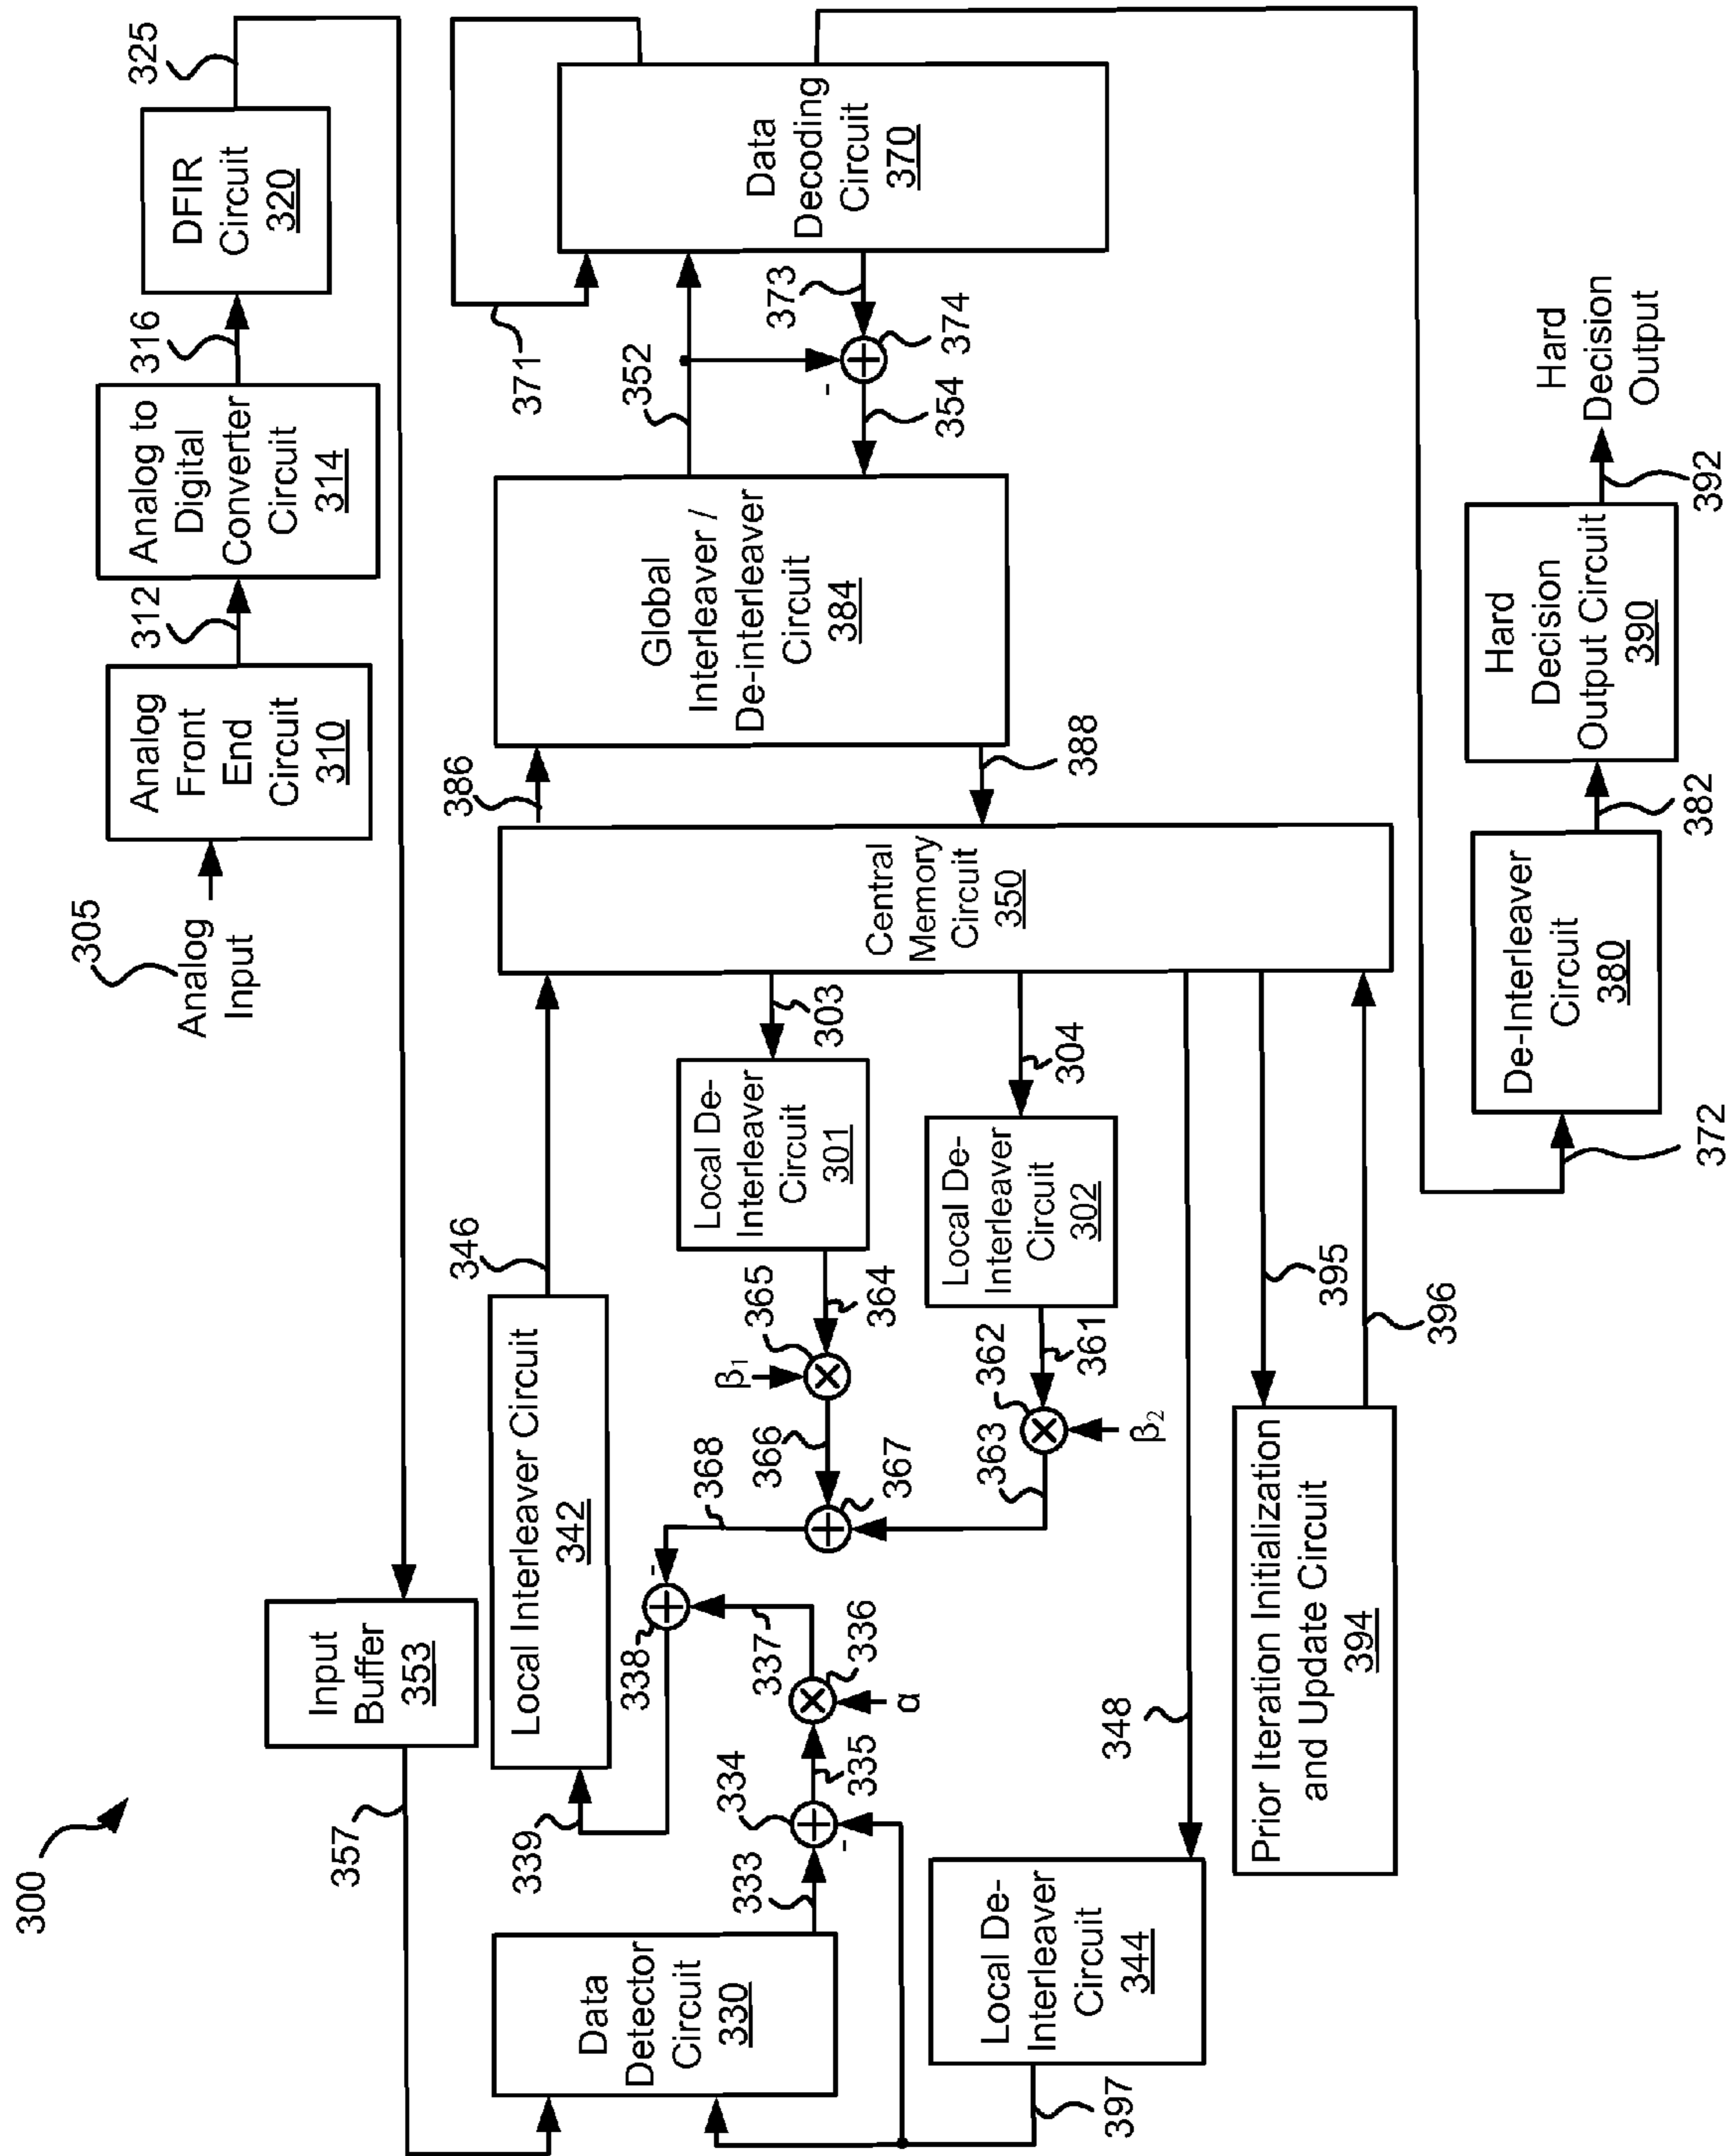 300
305
Analog
Input
Analog
Front
End
Circuit
310
312
Analog to
Digital
Converter
Circuit
314
316
DFIR
Circuit
320
325
Input
Buffer
353
357
Data
Detector
Circuit
330
333
334
-
335
336
α
337
338
-
339
Local Interleaver Circuit
342
346
368
367
366
365
β1
364
Local De-
Interleaver
Circuit
301
303
363
362
β2
361
Local De-
Interleaver
Circuit
302
304
Local De-
Interleaver
Circuit
344
348
397
Prior Iteration Initialization
and Update Circuit
394
395
396
Central
Memory
Circuit
350
386
388
Global
Interleaver /
De-interleaver
Circuit
384
352
354
-
374
373
371
Data
Decoding
Circuit
370
372
De-Interleaver
Circuit
380
382
Hard
Decision
Output Circuit
390
392
Hard
Decision
Output